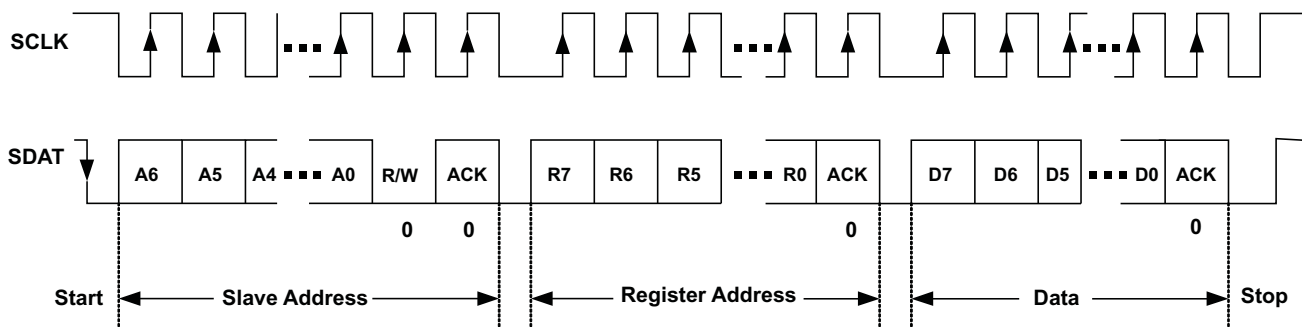 SCLK
SDAT
A6 A5 A4 A0 R/W ACK R7 R6 R5 R0 ACK D7 D6 D5 D0 ACK
0 0 0 0
Start Slave Address Register Address Data Stop